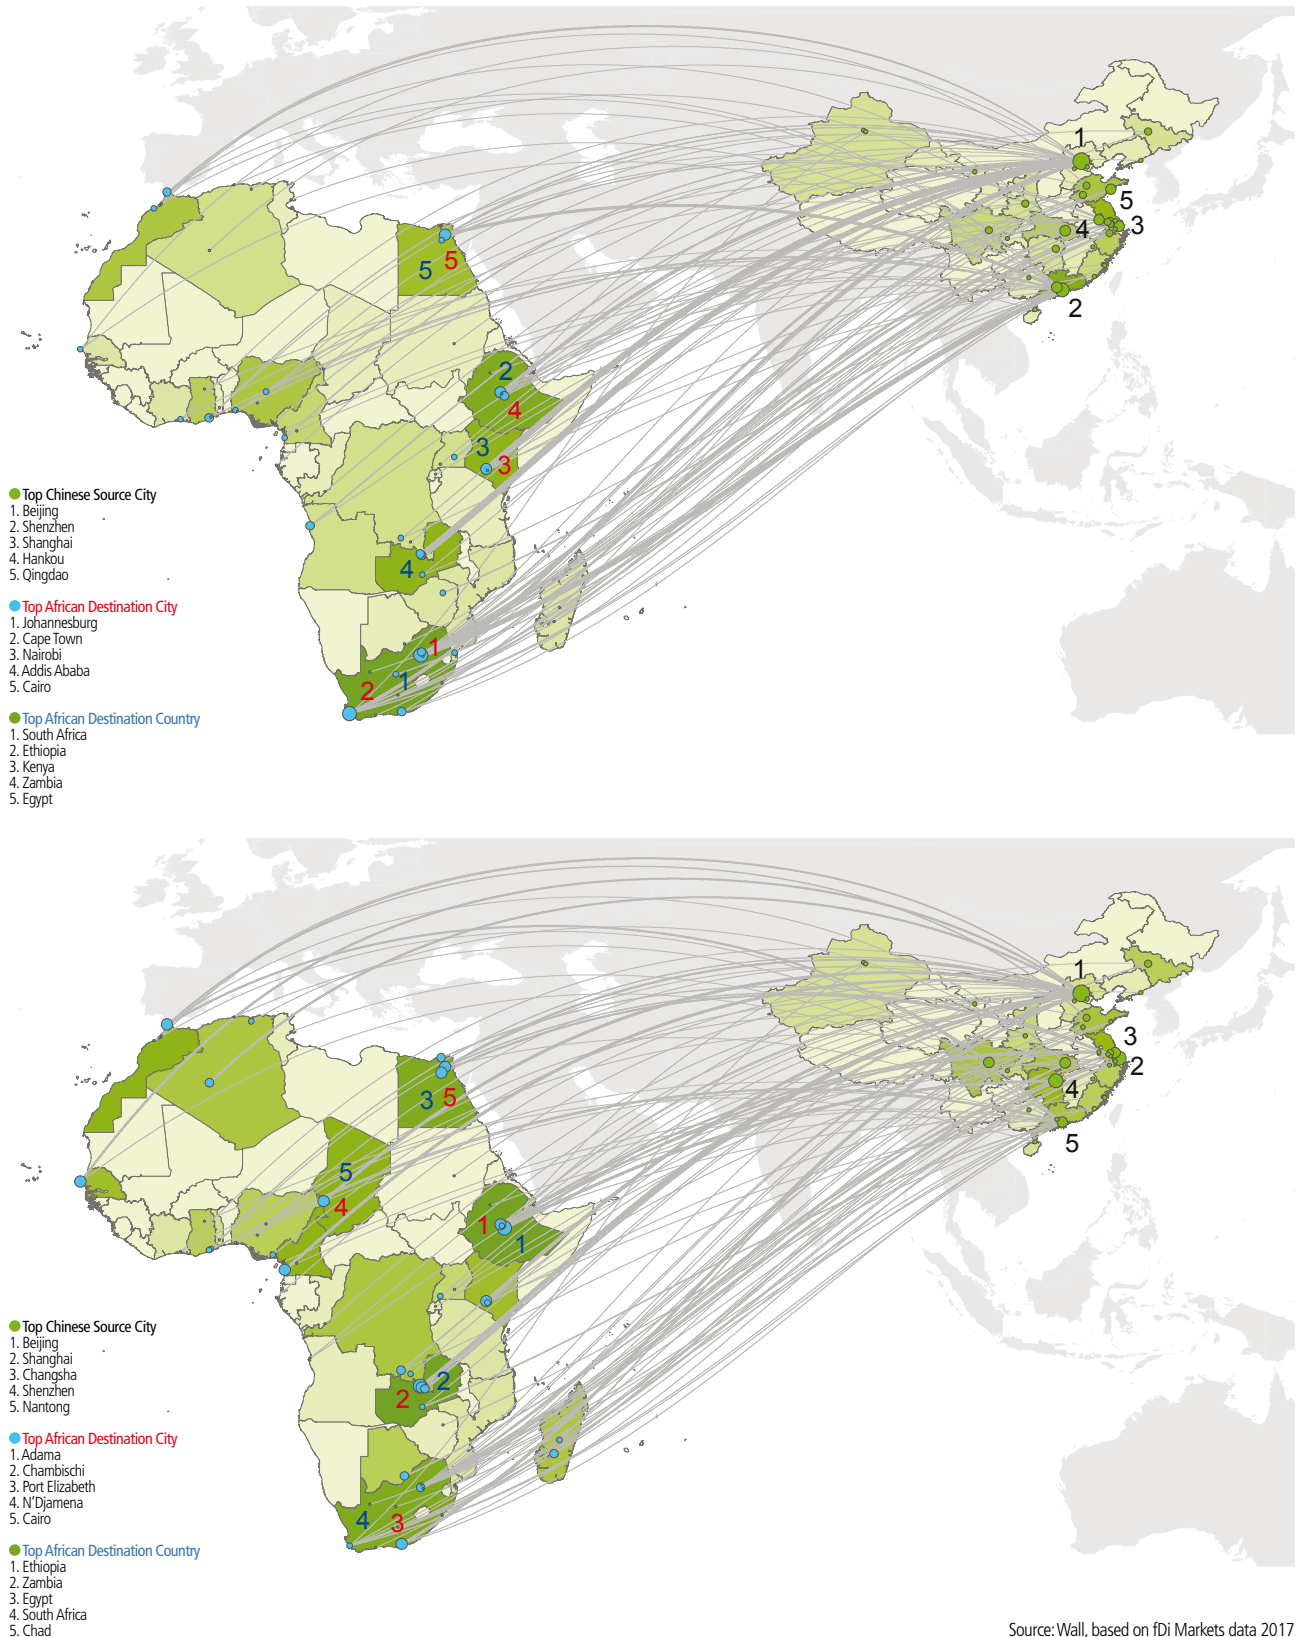 1
5
4
3
2
5
5
2
4
3
3
4
1
1
2
Top Chinese Source City
1. Beijing
2. Shenzhen
3. Shanghai
4. Hankou
5. Qingdao
Top African Destination City
1. Johannesburg
2. Cape Town
3. Nairobi
4. Addis Ababa
5. Cairo
Top African Destination Country
1. South Africa
2. Ethiopia
3. Kenya
4. Zambia
5. Egypt
1
3
2
4
5
3
5
5
4
1
1
2
2
4
3
Top Chinese Source City
1. Beijing
2. Shanghai
3. Changsha
4. Shenzhen
5. Nantong
Top African Destination City
1. Adama
2. Chambischi
3. Port Elizabeth
4. N'Djamena
5. Cairo
Top African Destination Country
1. Ethiopia
2. Zambia
3. Egypt
4. South Africa
5. Chad
Source: Wall, based on fDi Markets data 2017